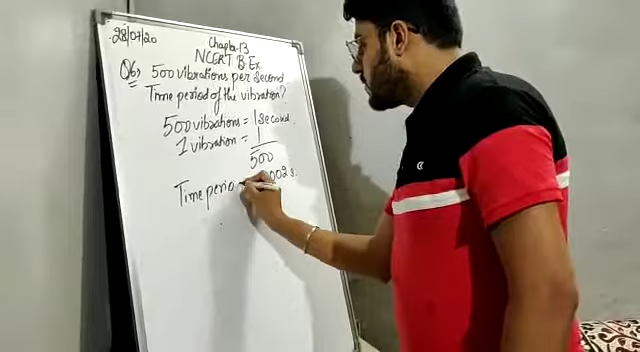 28/07/20
Chapter-13
NCERT B.Ex.
Q6) 500 vibrations per second
Time period of the vibration?
500 vibrations = 1 second.
1 vibration = 1
500
Time perio 002 s.